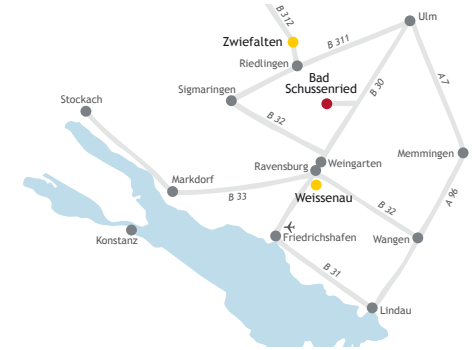 B 312
Ulm
Zwiefalten
B 311
Riedlingen
Bad
Schussenried
B 30
A 7
Sigmaringen
Stockach
B 32
Memmingen
Ravensburg
Weingarten
Markdorf
B 33
Weissenau
B 32
A 96
Konstanz
Friedrichshafen
Wangen
B 31
Lindau